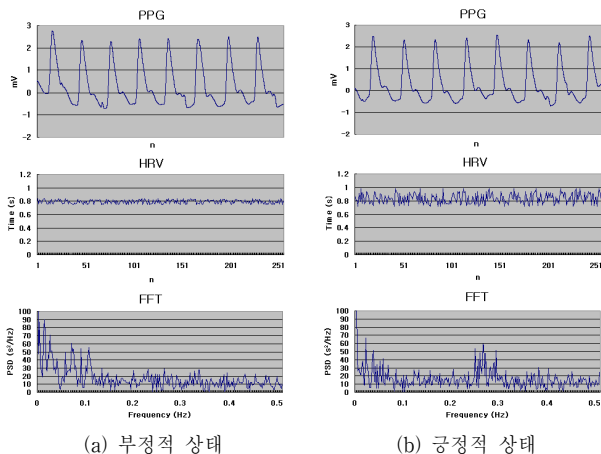 PPG
3
2
1
0
-1
-2
mV
n
HRV
1.2
1
0.8
0.6
0.4
0.2
0
Time (s)
1 51 101 151 201 251
n
FFT
100
90
80
70
60
50
40
30
20
10
0
PSD (s²/Hz)
0 0.1 0.2 0.3 0.4 0.5
Frequency (Hz)
(a) 부정적 상태
PPG
3
2
1
0
-1
-2
mV
n
HRV
1.2
1
0.8
0.6
0.4
0.2
0
Time (s)
1 51 101 151 201 251
n
FFT
100
90
80
70
60
50
40
30
20
10
0
PSD (s²/Hz)
0 0.1 0.2 0.3 0.4 0.5
Frequency (Hz)
(b) 긍정적 상태